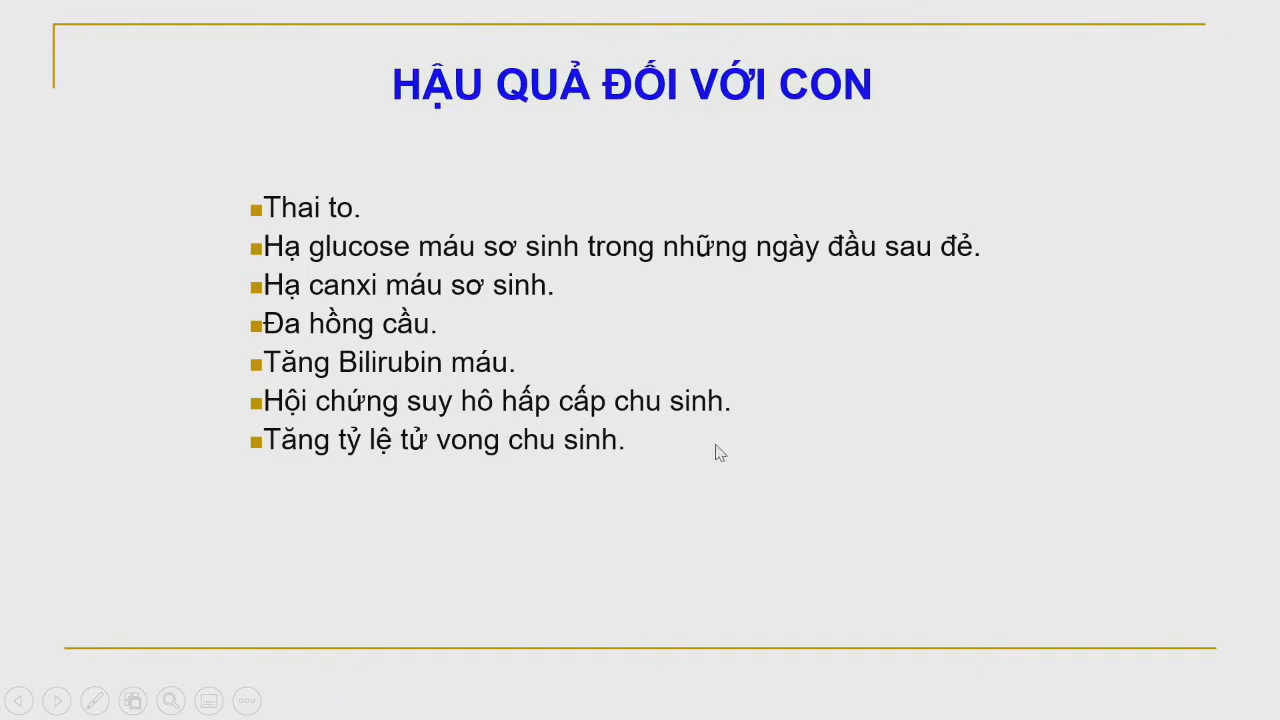 HẬU QUẢ ĐỐI VỚI CON
Thai to.
Hạ glucose máu sơ sinh trong những ngày đầu sau đẻ.
Hạ canxi máu sơ sinh.
Đa hồng cầu.
Tăng Bilirubin máu.
Hội chứng suy hô hấp cấp chu sinh.
Tăng tỷ lệ tử vong chu sinh.